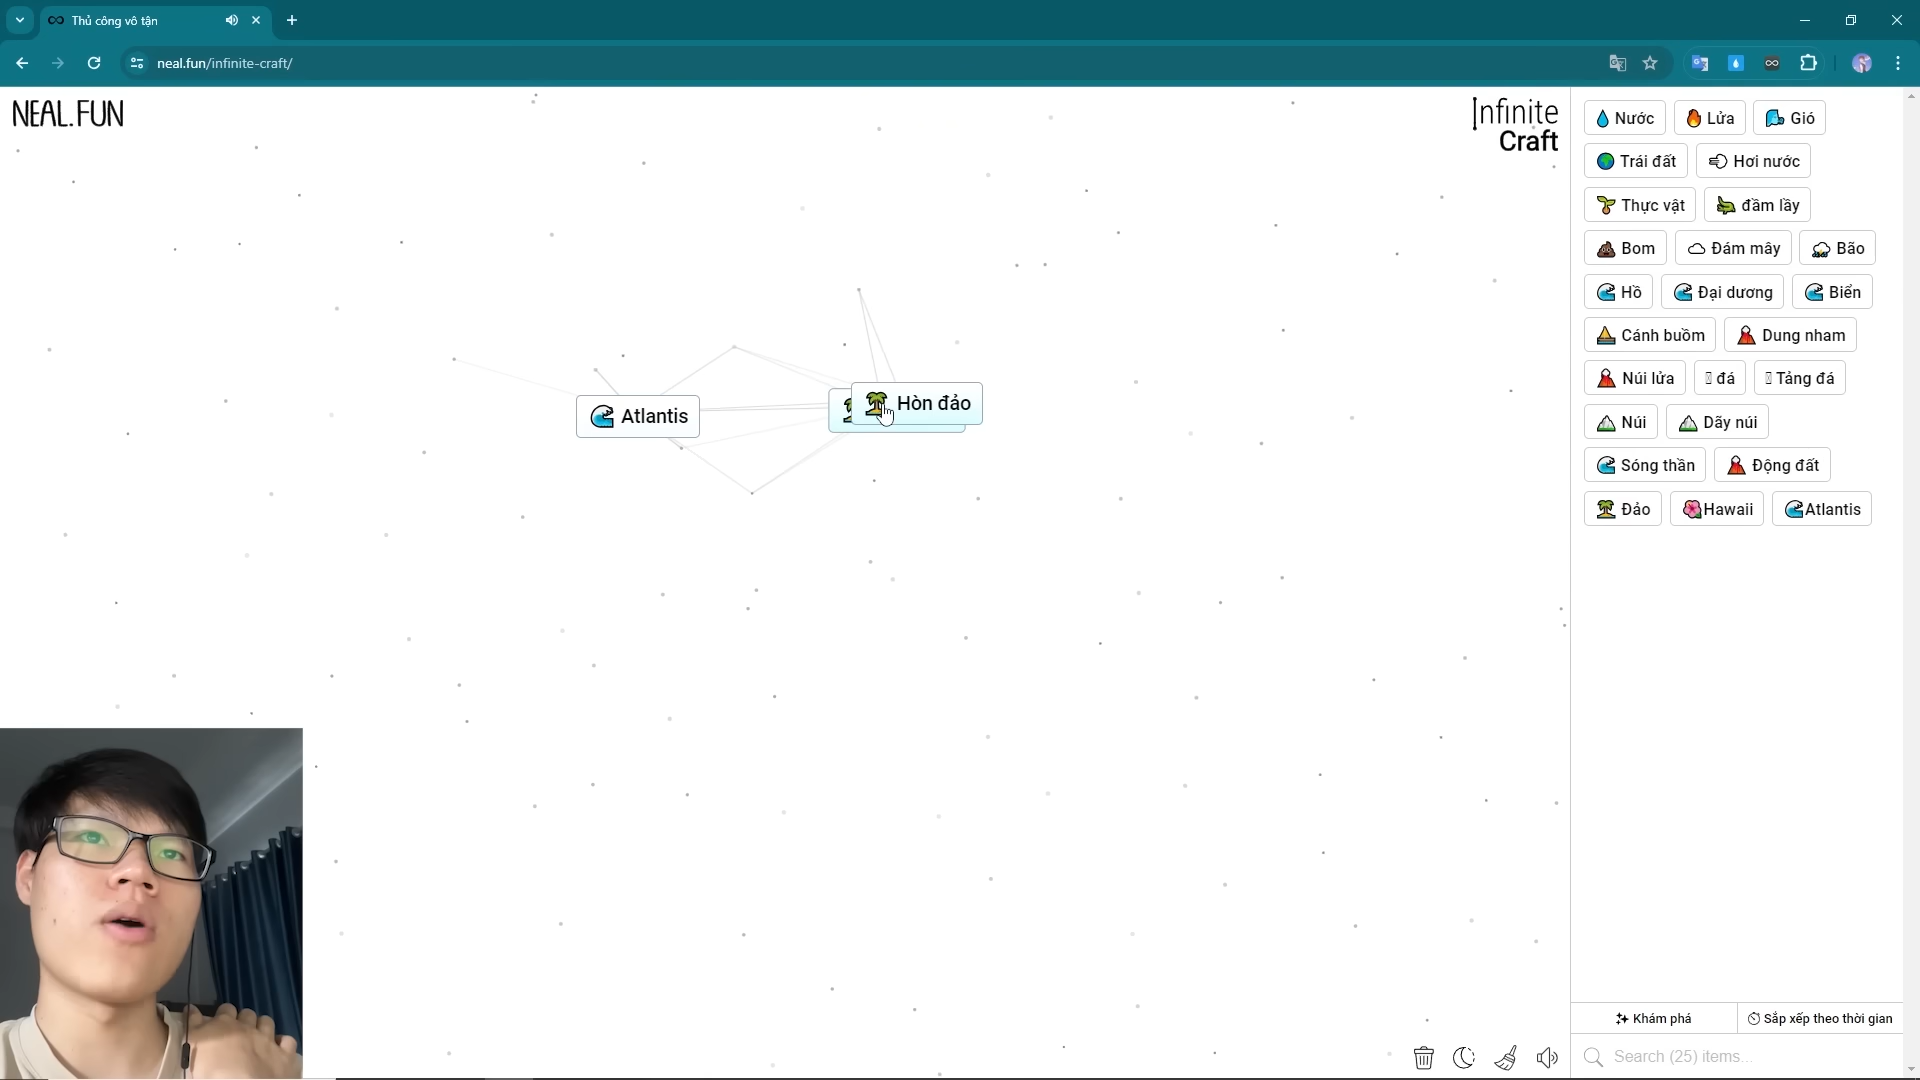 Thủ công vô tận
neal.fun/infinite-craft/
NEAL.FUN
Infinite
Craft
Atlantis
Hòn đảo
Nước Lửa Gió
Trái đất Hơi nước
Thực vật đầm lầy
Bom Đám mây Bão
Hồ Đại dương Biển
Cánh buồm Dung nham
Núi lửa đá Tảng đá
Núi Dãy núi
Sóng thần Động đất
Đảo Hawaii Atlantis
Khám phá Sắp xếp theo thời gian
Search (25) items...